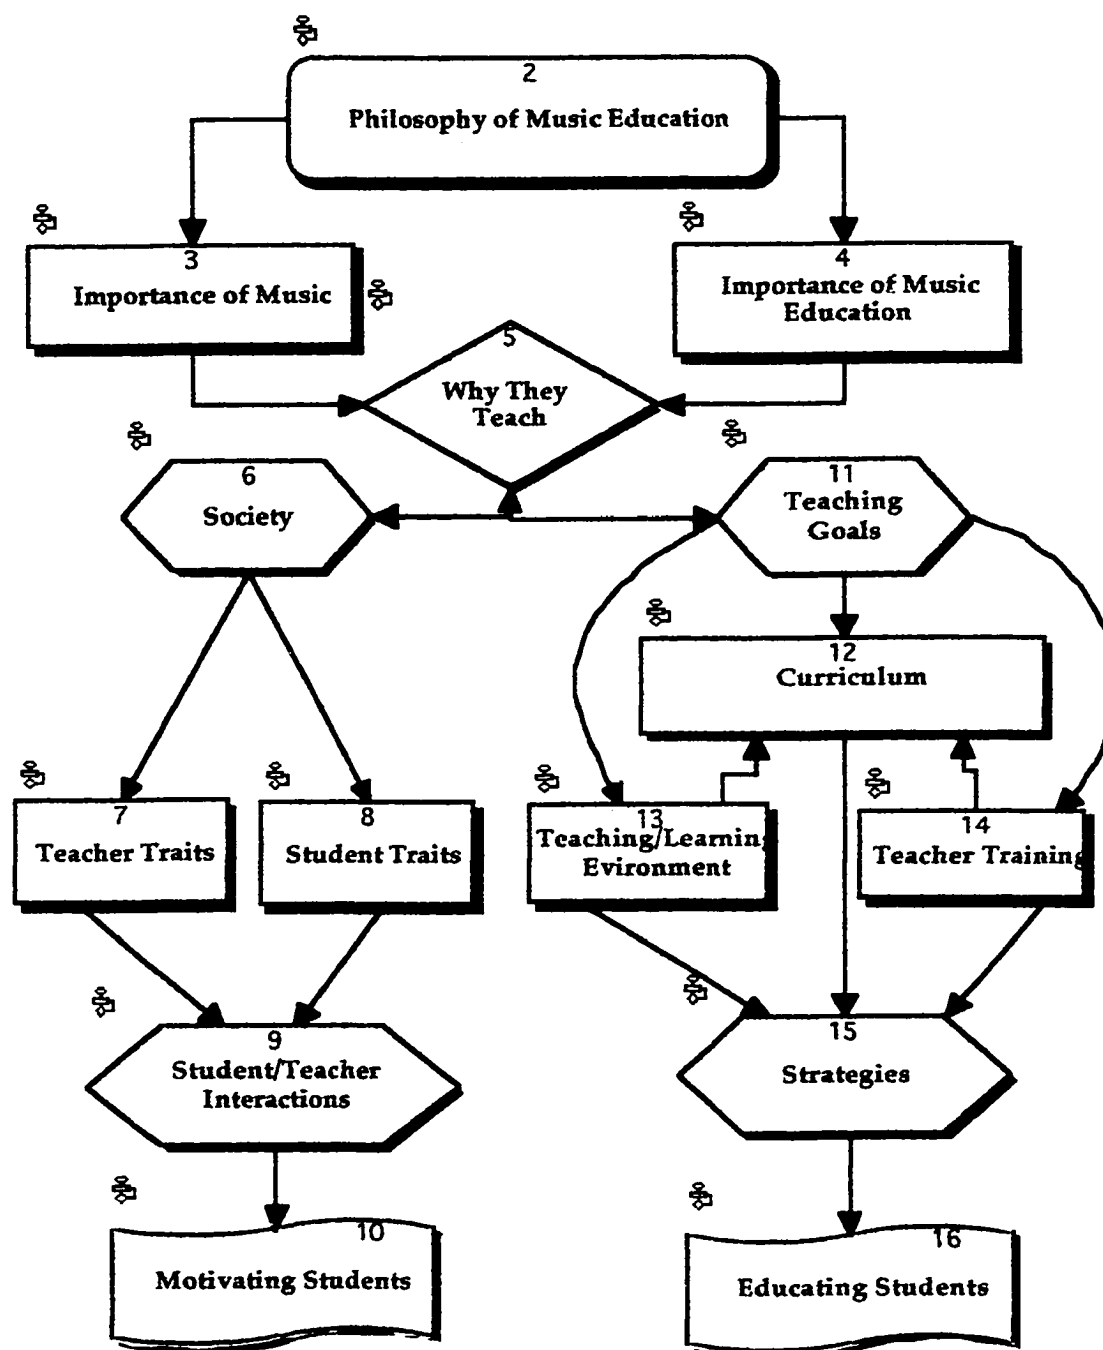 2
Philosophy of Music Education
3
Importance of Music
4
Importance of Music
Education
5
Why They
Teach
6
Society
11
Teaching
Goals
12
Curriculum
7
Teacher Traits
8
Student Traits
13
Teaching/Learning
Evironment
14
Teacher Training
9
Student/Teacher
Interactions
15
Strategies
10
Motivating Students
16
Educating Students